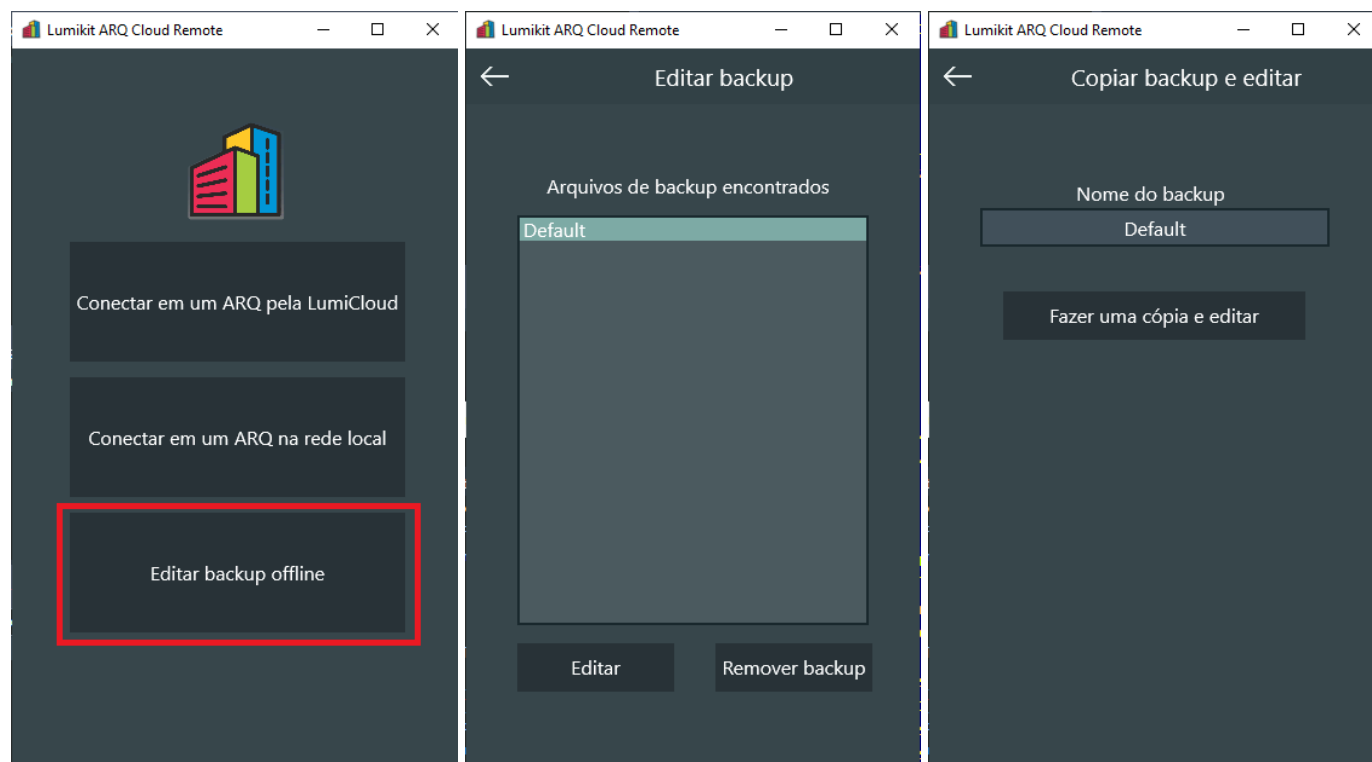 Lumikit ARQ Cloud Remote
Conectar em um ARQ pela LumiCloud
Conectar em um ARQ na rede local
Editar backup offline
Lumikit ARQ Cloud Remote
Editar backup
Arquivos de backup encontrados
Default
Editar
Remover backup
Lumikit ARQ Cloud Remote
Copiar backup e editar
Nome do backup
Default
Fazer uma cópia e editar